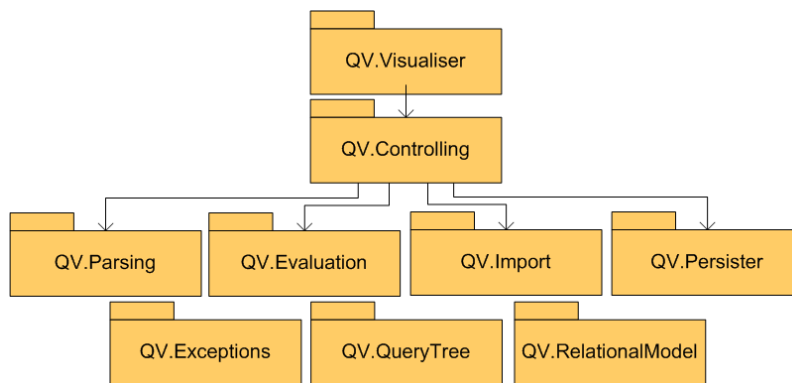 QV.Visualiser
QV.Controlling
QV.Parsing
QV.Evaluation
QV.Import
QV.Persister
QV.Exceptions
QV.QueryTree
QV.RelationalModel